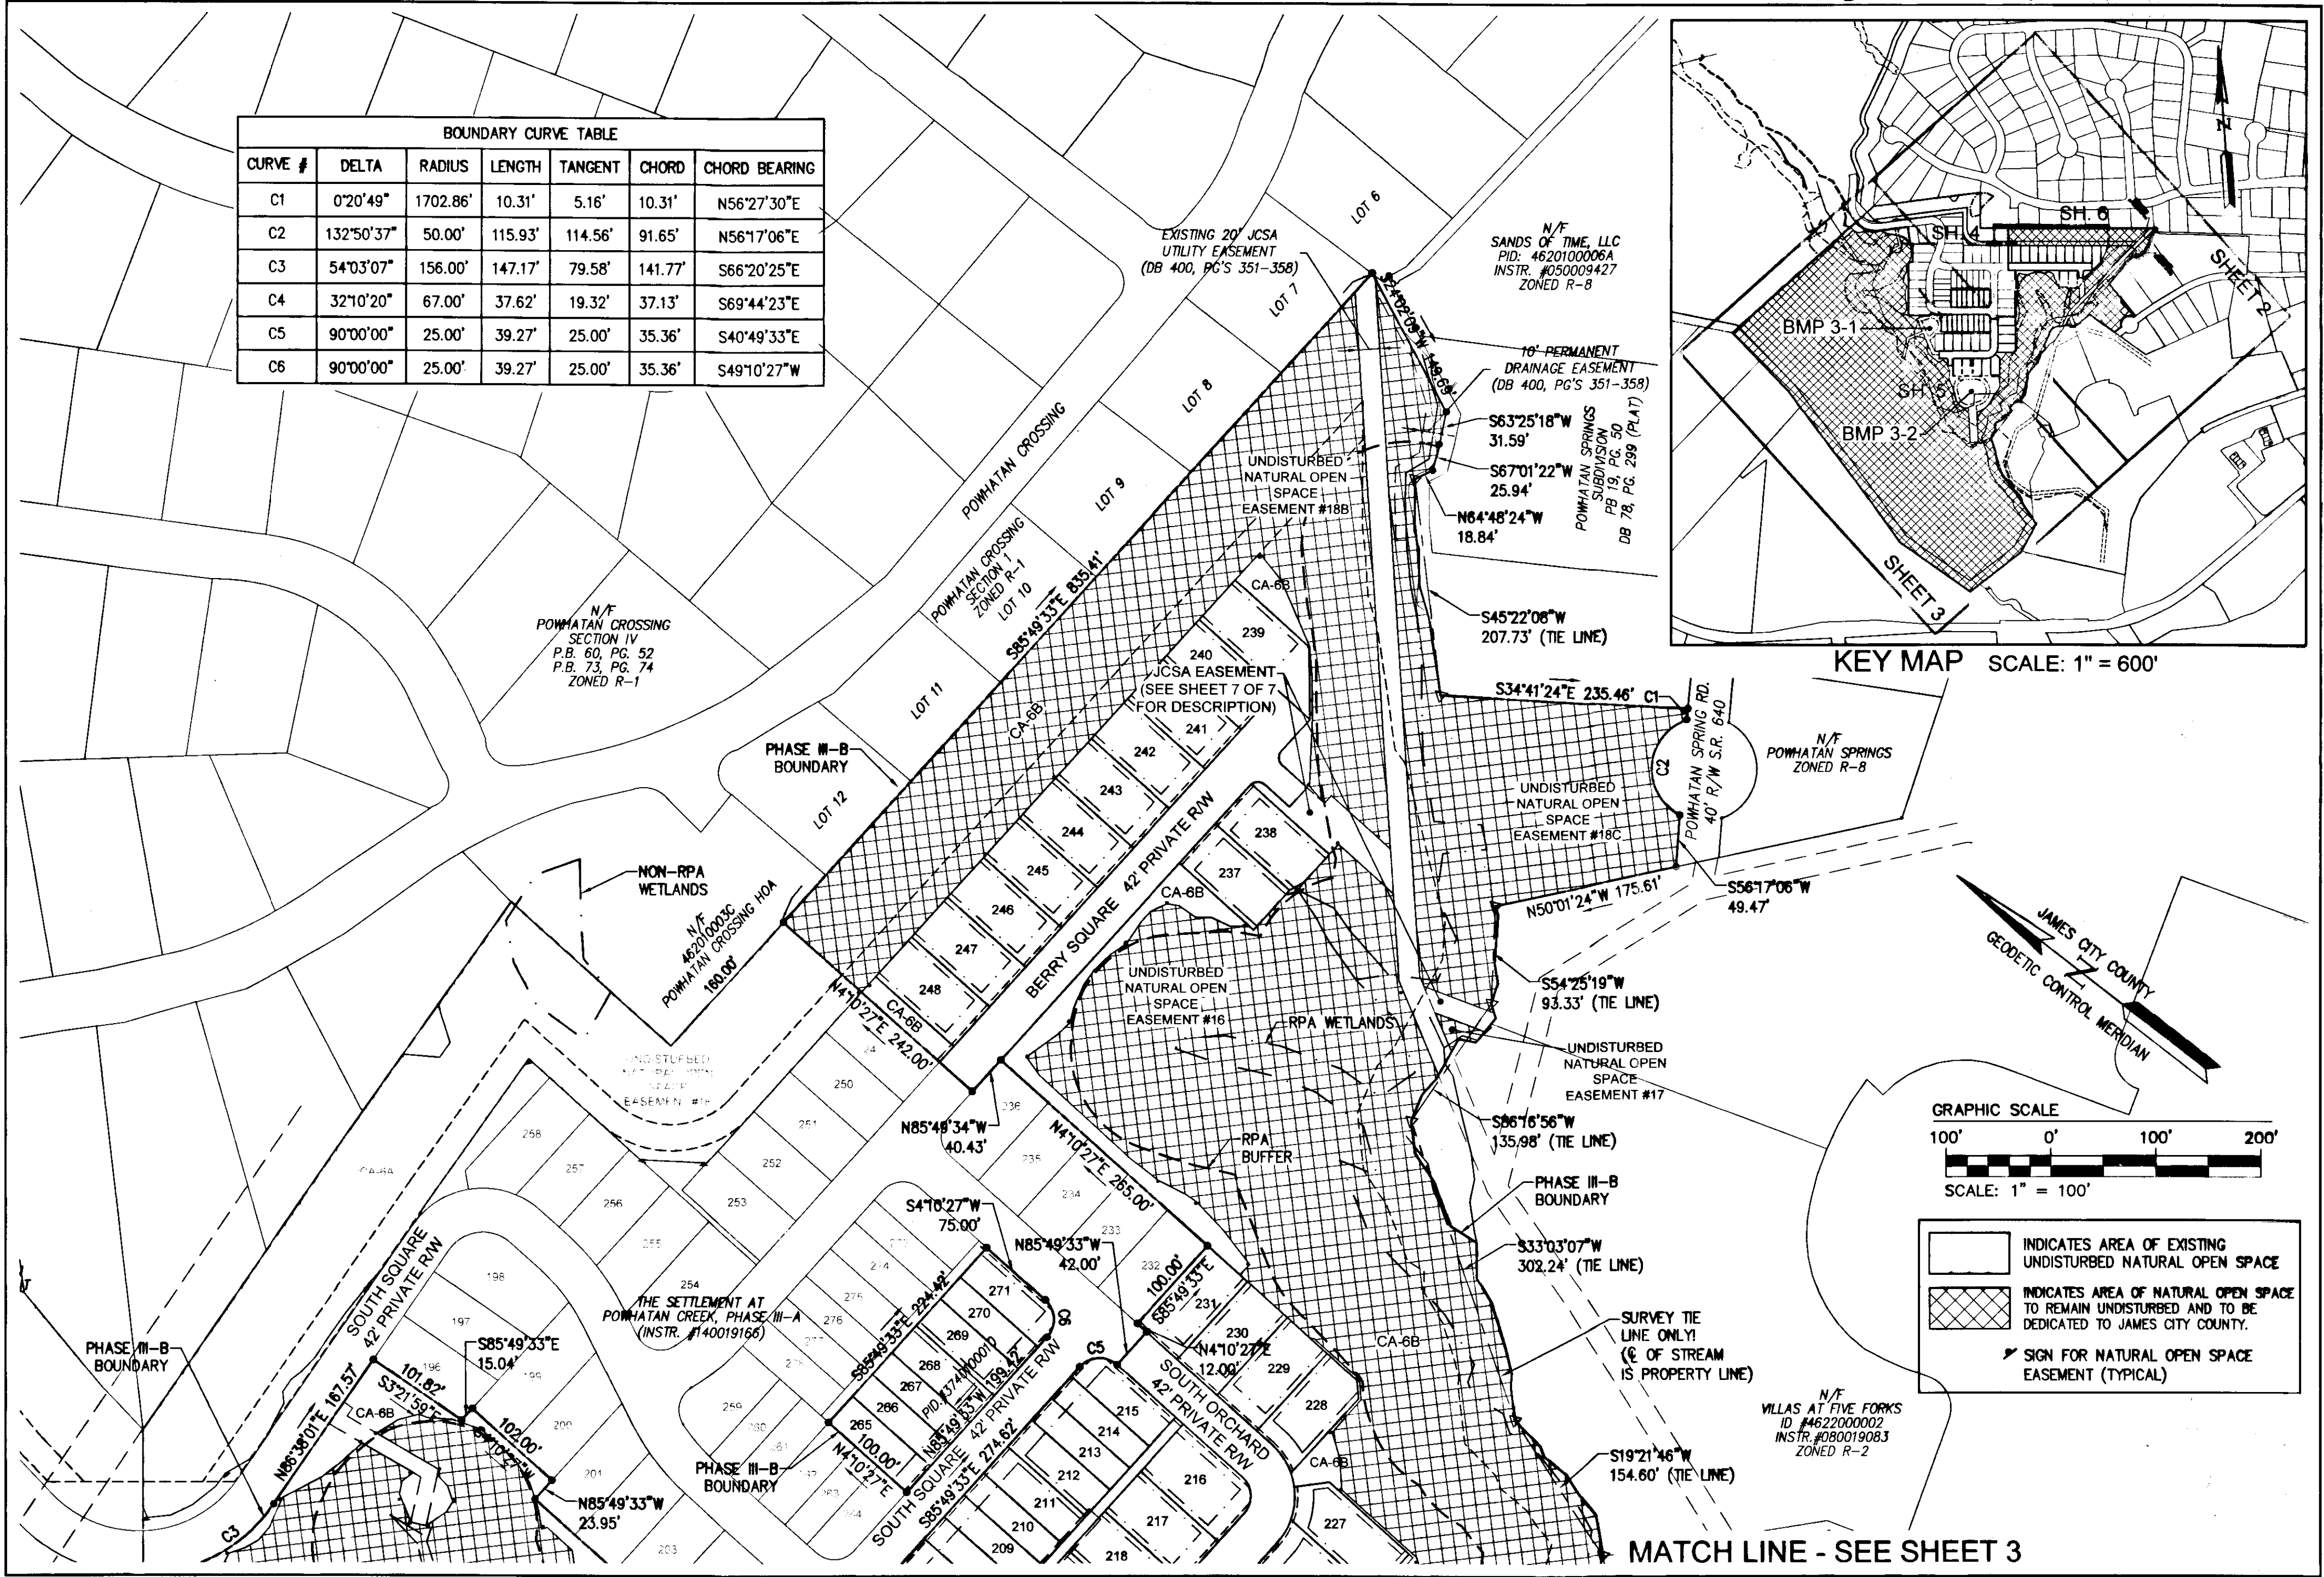 BOUNDARY CURVE TABLE
CURVE # DELTA RADIUS LENGTH TANGENT CHORD CHORD BEARING
C1 0°20'49" 1702.86' 10.31' 5.16' 10.31' N56°27'30"E
C2 132°50'37" 50.00' 115.93' 114.56' 91.65' N56°17'06"E
C3 54°03'07" 156.00' 147.17' 79.58' 141.77' S66°20'25"E
C4 32°10'20" 67.00' 37.62' 19.32' 37.13' S69°44'23"E
C5 90°00'00" 25.00' 39.27' 25.00' 35.36' S40°49'33"E
C6 90°00'00" 25.00' 39.27' 25.00' 35.36' S49°10'27"W
LOT 6
EXISTING 20' JCSA
UTILITY EASEMENT
(DB 400, PG'S 351-358)
N/F
SANDS OF TIME, LLC
PID: 4620100006A
INSTR. #050009427
ZONED R-8
LOT 7
10' PERMANENT
DRAINAGE EASEMENT
(DB 400, PG'S 351-358)
LOT 8
S63°25'18"W
31.59'
POWHATAN SPRINGS
SUBDIVISION
PB 19, PG. 50
DB 78, PG. 299 (PLAT)
S67°01'22"W
25.94'
N64°48'24"W
18.84'
POWHATAN CROSSING
LOT 9
UNDISTURBED
NATURAL OPEN
SPACE
EASEMENT #18B
POWHATAN CROSSING
SECTION 1
ZONED R-1
LOT 10
S85°49'33"E 835.41'
N/F
POWHATAN CROSSING
SECTION IV
P.B. 60, PG. 52
P.B. 73, PG. 74
ZONED R-1
CA-6B
239
240
S45°22'08"W
207.73' (TIE LINE)
JCSA EASEMENT
(SEE SHEET 7 OF 7
FOR DESCRIPTION)
LOT 11
CA-6B
241
242
243
244
245
246
247
248
S34°41'24"E 235.46' C1
POWHATAN SPRING RD.
40' R/W S.R. 640
C2
N/F
POWHATAN SPRINGS
ZONED R-8
PHASE III-B
BOUNDARY
LOT 12
UNDISTURBED
NATURAL OPEN
SPACE
EASEMENT #18C
BERRY SQUARE 42' PRIVATE R/W
238
237
CA-6B
NON-RPA
WETLANDS
N/F
4620100003C
POWHATAN CROSSING HOA
160.00'
N50°01'24"W 175.61'
S56°17'06"W
49.47'
N4°10'27"E 242.00'
CA-6B
UNDISTURBED
NATURAL OPEN
SPACE
EASEMENT #16
RPA WETLANDS
S54°25'19"W
93.33' (TIE LINE)
UNDISTURBED
NATURAL OPEN
SPACE
EASEMENT #17
JAMES CITY COUNTY
GEODETIC CONTROL MERIDIAN
N
250
251
252
253
258
257
256
255
254
N85°49'34"W
40.43'
236
235
234
233
232
N4°10'27"E 265.00'
RPA
BUFFER
S86°16'56"W
135.98' (TIE LINE)
PHASE III-B
BOUNDARY
S33°03'07"W
302.24' (TIE LINE)
CA-6A
SOUTH SQUARE
42' PRIVATE R/W
198
197
196
199
200
201
203
THE SETTLEMENT AT
POWHATAN CREEK, PHASE III-A
(INSTR. #140019166)
S4°10'27"W
75.00'
N85°49'33"W
42.00'
100.00'
S85°49'33"E
S85°49'33"E 224.42'
275
276
259
271
270
269
268
267
266
265
C6
C5
N85°49'33"W 199.42'
SOUTH SQUARE 42' PRIVATE R/W
S85°49'33"E 274.62'
N4°10'27"E
12.00'
SOUTH ORCHARD
42' PRIVATE R/W
231
230
229
228
227
CA-6B
CA-6B
215
214
213
212
211
210
209
216
217
218
SURVEY TIE
LINE ONLY!
(℄ OF STREAM
IS PROPERTY LINE)
S19°21'46"W
154.60' (TIE LINE)
N/F
VILLAS AT FIVE FORKS
ID #4622000002
INSTR.#080019083
ZONED R-2
PHASE III-B
BOUNDARY
N86°38'01"E 167.57'
101.82'
S3°21'59"E
S85°49'33"E
15.04'
102.00'
S4°10'27"W
CA-6B
N85°49'33"W
23.95'
C3
PHASE III-B
BOUNDARY
100.00'
N4°10'27"E
SH. 6
SH. 4
SH. 5
SHEET 2
SHEET 3
BMP 3-1
BMP 3-2
N
KEY MAP SCALE: 1" = 600'
GRAPHIC SCALE
100' 0' 100' 200'
SCALE: 1" = 100'
INDICATES AREA OF EXISTING
UNDISTURBED NATURAL OPEN SPACE
INDICATES AREA OF NATURAL OPEN SPACE
TO REMAIN UNDISTURBED AND TO BE
DEDICATED TO JAMES CITY COUNTY.
SIGN FOR NATURAL OPEN SPACE
EASEMENT (TYPICAL)
MATCH LINE - SEE SHEET 3